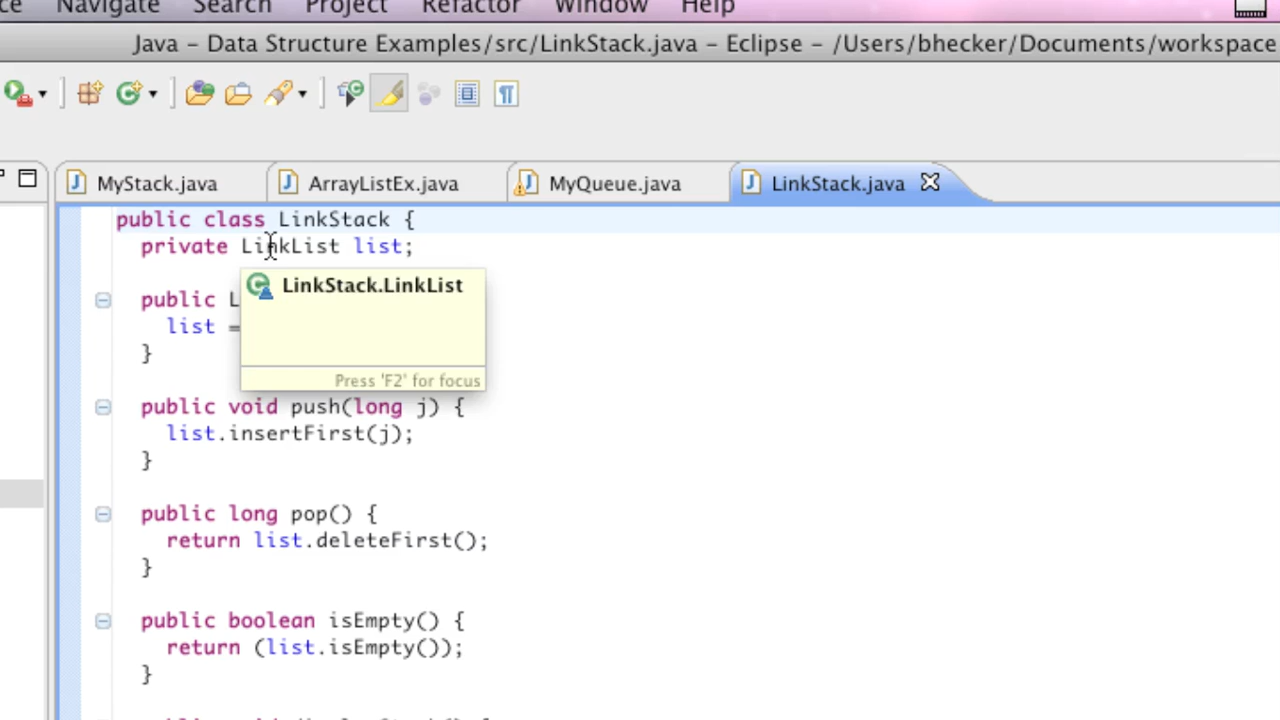 Navigate Search Project Refactor Window Help
Java – Data Structure Examples/src/LinkStack.java – Eclipse – /Users/bhecker/Documents/workspace
MyStack.java ArrayListEx.java MyQueue.java LinkStack.java
public class LinkStack {
private LinkList list;
LinkStack.LinkList
public L
list =
Press 'F2' for focus
}
public void push(long j) {
list.insertFirst(j);
}
public long pop() {
return list.deleteFirst();
}
public boolean isEmpty() {
return (list.isEmpty());
}